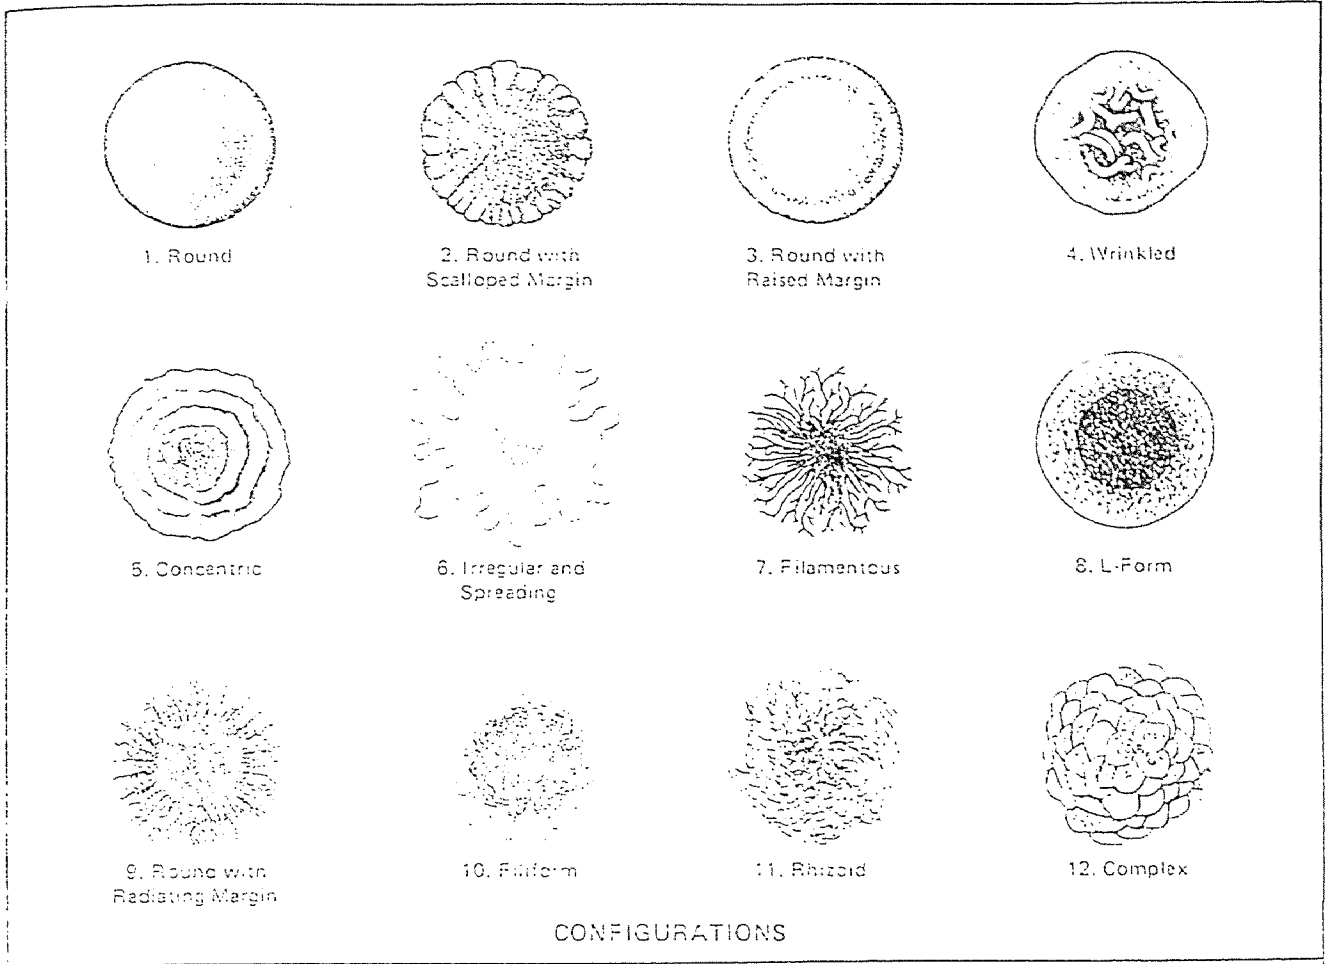 1. Round
2. Round with
Scalloped Margin
3. Round with
Raised Margin
4. Wrinkled
5. Concentric
6. Irregular and
Spreading
7. Filamentous
8. L-Form
9. Round with
Radiating Margin
10. Filiform
11. Rhizoid
12. Complex
CONFIGURATIONS